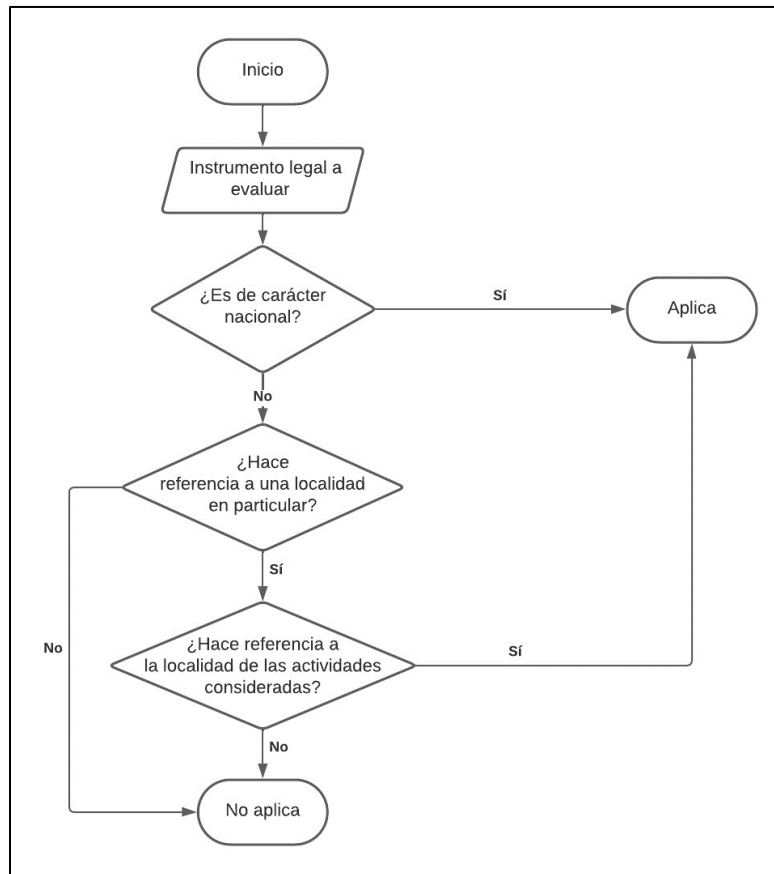 Inicio
Instrumento legal a
evaluar
¿Es de carácter
nacional?
Sí
Aplica
No
¿Hace
referencia a una localidad
en particular?
Sí
No
¿Hace referencia a
la localidad de las actividades
consideradas?
Sí
No
No aplica